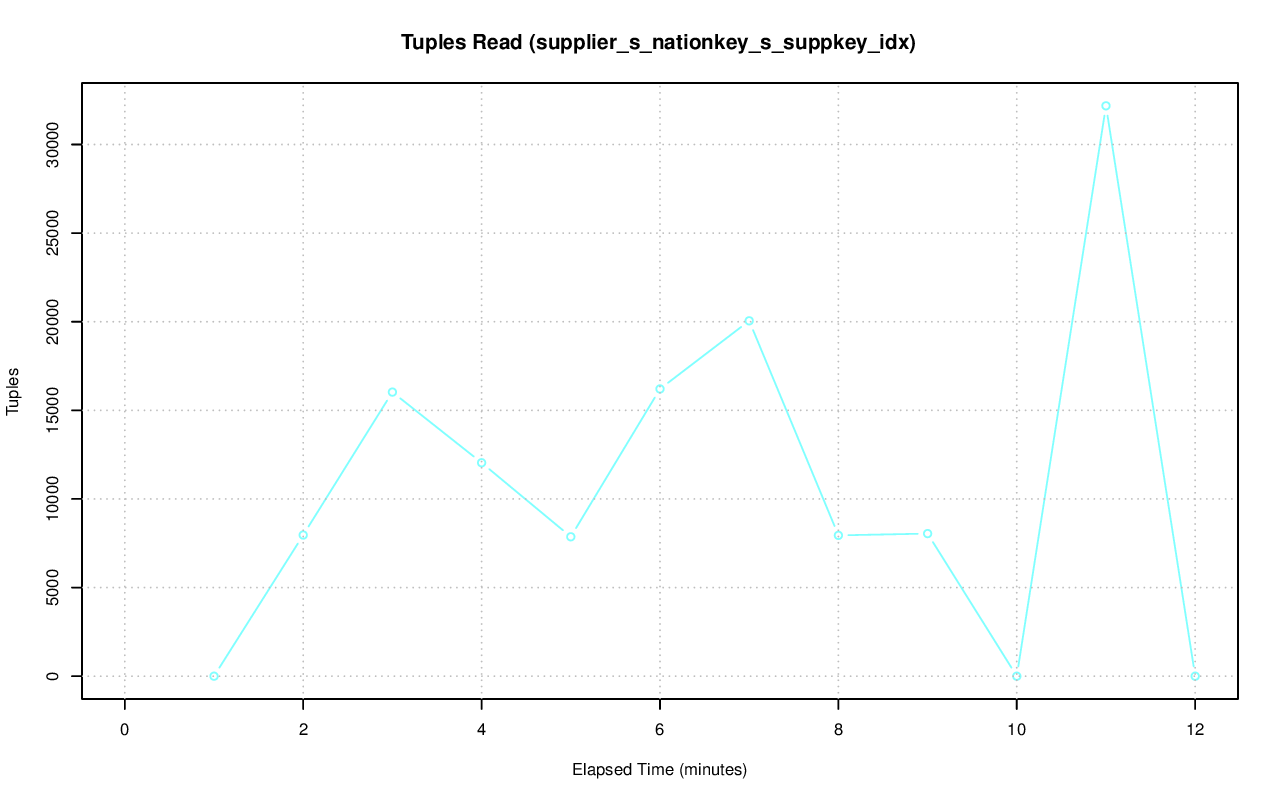 Tuples Read (supplier_s_nationkey_s_suppkey_idx)
Tuples
30000
25000
20000
15000
10000
5000
0
0 2 4 6 8 10 12
Elapsed Time (minutes)